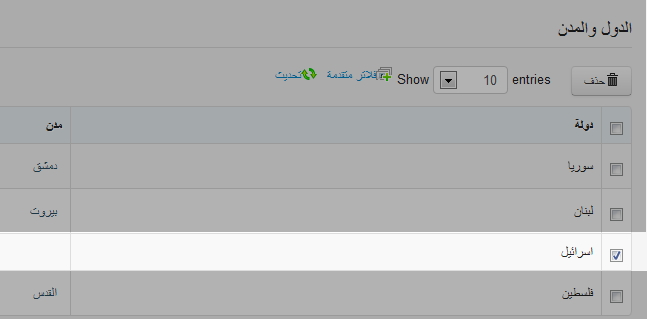 الدول والمدن
حذف Show 10 entries فلاتر متقدمة تحديث
دولة مدن
سوريا دمشق
لبنان بيروت
اسرائيل
فلسطين القدس